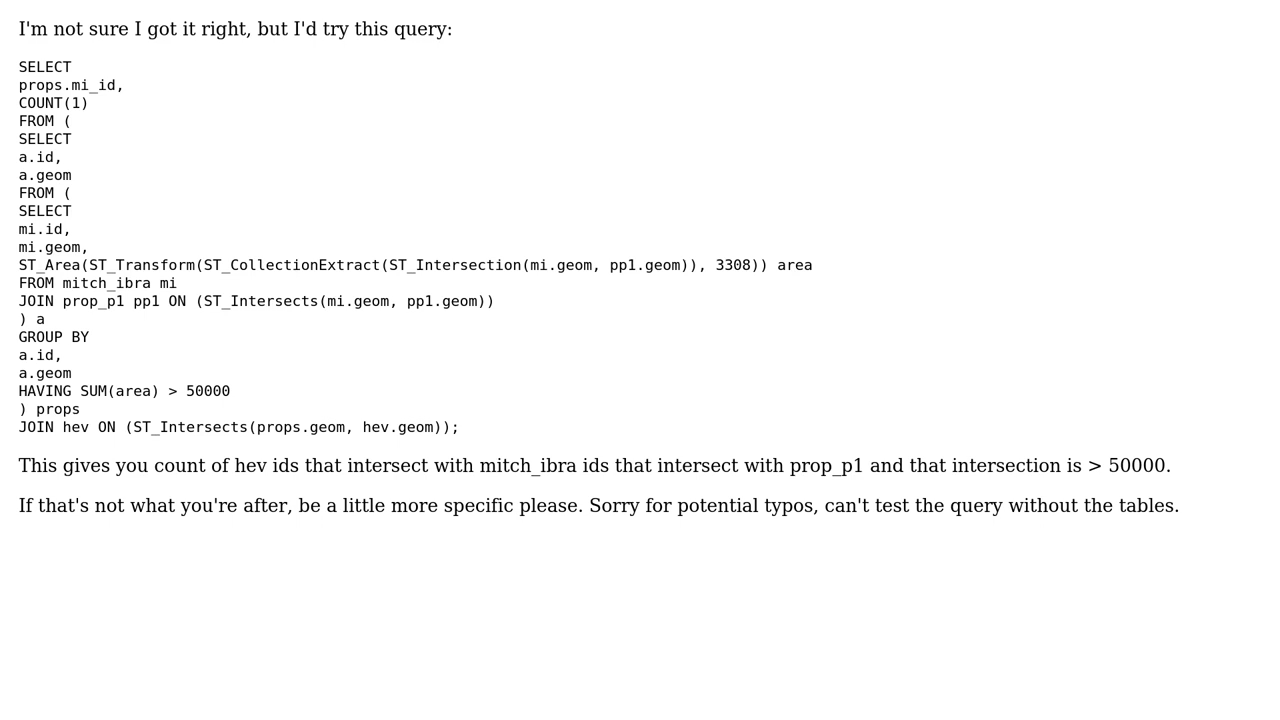 I'm not sure I got it right, but I'd try this query:
SELECT
props.mi_id,
COUNT(1)
FROM (
SELECT
a.id,
a.geom
FROM (
SELECT
mi.id,
mi.geom,
ST_Area(ST_Transform(ST_CollectionExtract(ST_Intersection(mi.geom, pp1.geom)), 3308)) area
FROM mitch_ibra mi
JOIN prop_p1 pp1 ON (ST_Intersects(mi.geom, pp1.geom))
) a
GROUP BY
a.id,
a.geom
HAVING SUM(area) > 50000
) props
JOIN hev ON (ST_Intersects(props.geom, hev.geom));
This gives you count of hev ids that intersect with mitch_ibra ids that intersect with prop_p1 and that intersection is > 50000.
If that's not what you're after, be a little more specific please. Sorry for potential typos, can't test the query without the tables.